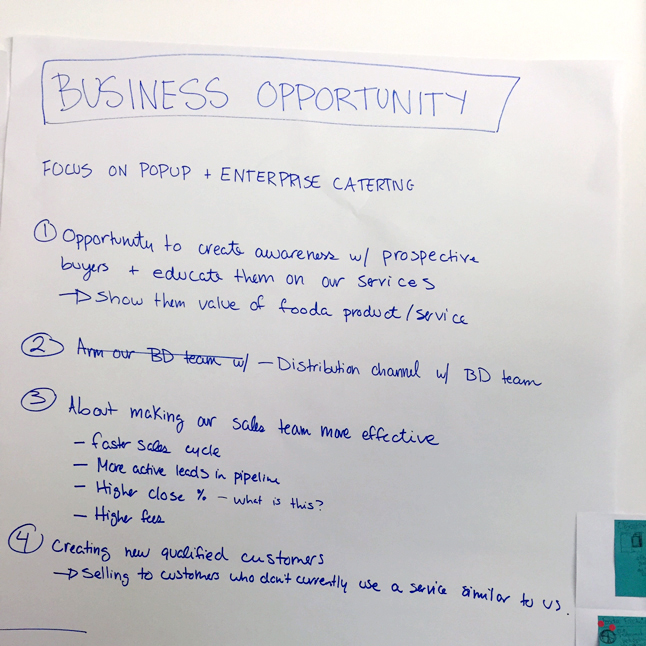 BUSINESS OPPORTUNITY
FOCUS ON POPUP + ENTERPRISE CATERING
① Opportunity to create awareness w/ prospective
buyers + educate them on our services
→ Show them value of fooda product/service
② Arm our BD team w/ – Distribution channel w/ BD team
③ About making our sales team more effective
– faster sales cycle
– More active leads in pipeline
– Higher close % – what is this?
– Higher fees
④ Creating new qualified customers
→ Selling to customers who don't currently use a service similar to us.